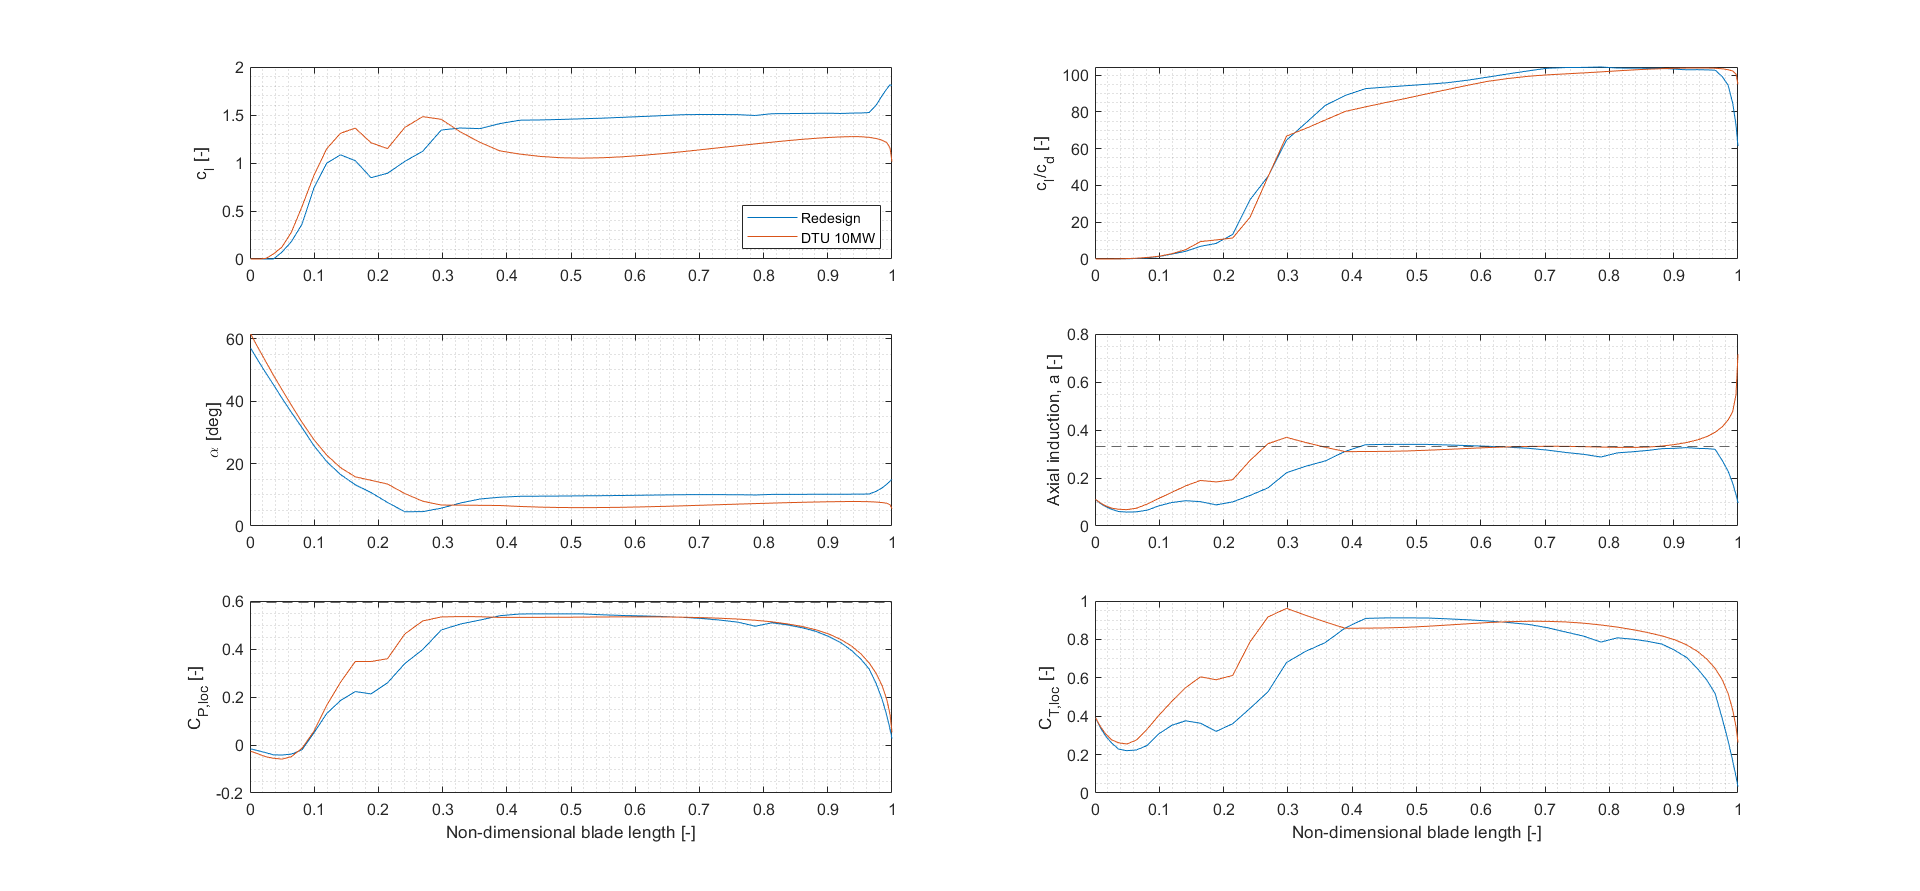 c_l [-]
2
1.5
1
0.5
0
0 0.1 0.2 0.3 0.4 0.5 0.6 0.7 0.8 0.9 1
Redesign
DTU 10MW
c_l/c_d [-]
100
80
60
40
20
0
0 0.1 0.2 0.3 0.4 0.5 0.6 0.7 0.8 0.9 1
α [deg]
60
40
20
0
0 0.1 0.2 0.3 0.4 0.5 0.6 0.7 0.8 0.9 1
Axial induction, a [-]
0.8
0.6
0.4
0.2
0
0 0.1 0.2 0.3 0.4 0.5 0.6 0.7 0.8 0.9 1
C_P,loc [-]
0.6
0.4
0.2
0
-0.2
0 0.1 0.2 0.3 0.4 0.5 0.6 0.7 0.8 0.9 1
Non-dimensional blade length [-]
C_T,loc [-]
1
0.8
0.6
0.4
0.2
0
0 0.1 0.2 0.3 0.4 0.5 0.6 0.7 0.8 0.9 1
Non-dimensional blade length [-]